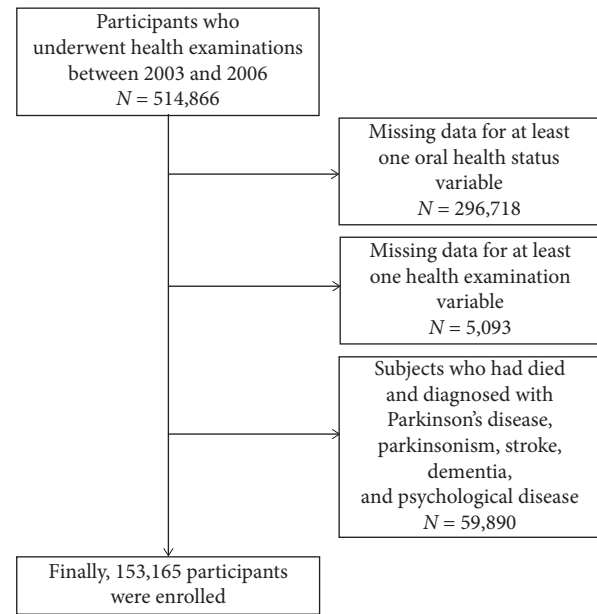 Participants who
underwent health examinations
between 2003 and 2006
N = 514,866
Missing data for at least
one oral health status
variable
N = 296,718
Missing data for at least
one health examination
variable
N = 5,093
Subjects who had died
and diagnosed with
Parkinson's disease,
parkinsonism, stroke,
dementia,
and psychological disease
N = 59,890
Finally, 153,165 participants
were enrolled